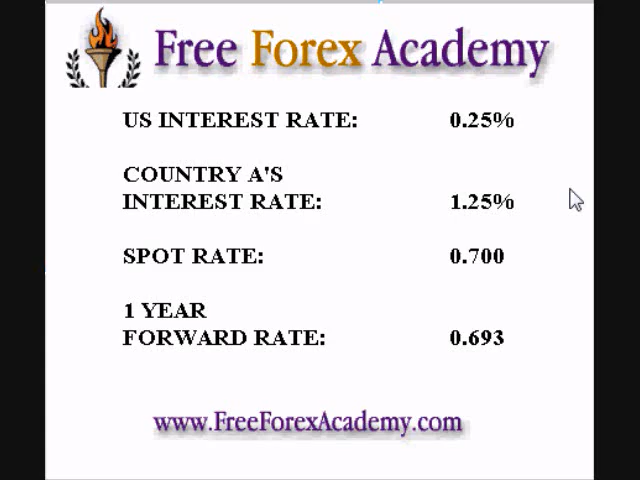 Free Forex Academy
US INTEREST RATE: 0.25%
COUNTRY A'S
INTEREST RATE: 1.25%
SPOT RATE: 0.700
1 YEAR
FORWARD RATE: 0.693
www.FreeForexAcademy.com